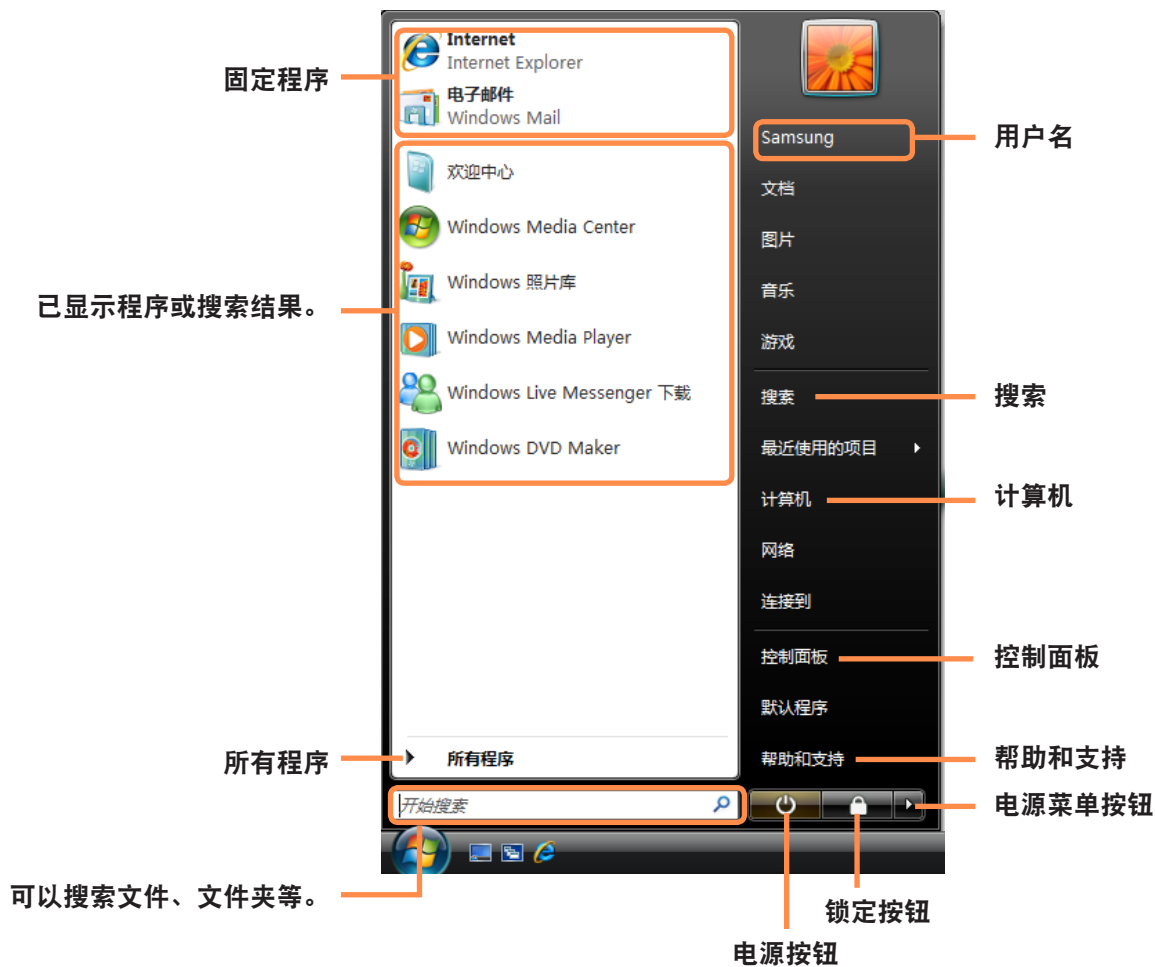 固定程序
已显示程序或搜索结果。
所有程序
可以搜索文件、文件夹等。
Internet
Internet Explorer
电子邮件
Windows Mail
欢迎中心
Windows Media Center
Windows 照片库
Windows Media Player
Windows Live Messenger 下载
Windows DVD Maker
所有程序
开始搜索
Samsung
文档
图片
音乐
游戏
搜索
最近使用的项目
计算机
网络
连接到
控制面板
默认程序
帮助和支持
用户名
搜索
计算机
控制面板
帮助和支持
电源菜单按钮
锁定按钮
电源按钮